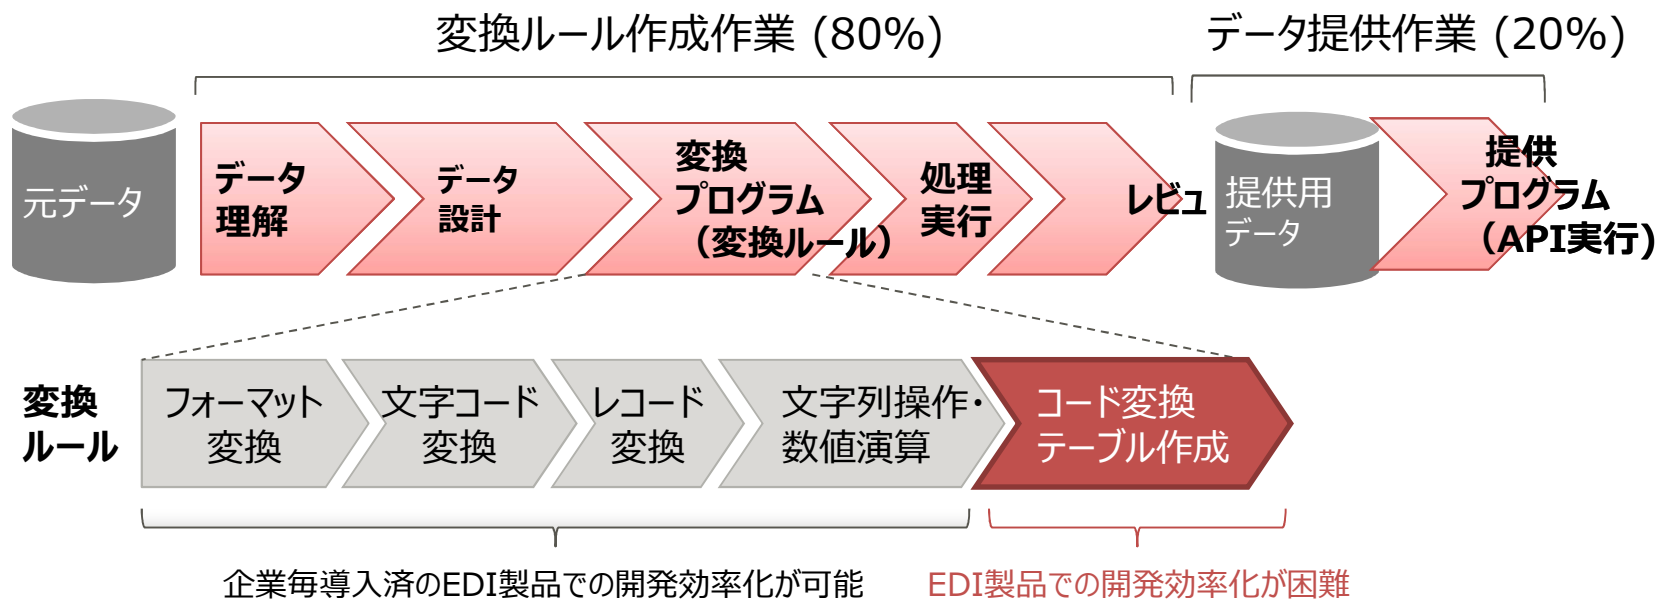 変換ルール作成作業 (80%)
データ提供作業 (20%)
元データ
データ
理解
データ
設計
変換
プログラム
（変換ルール）
処理
実行
レビュ
提供用
データ
提供
プログラム
（API実行)
変換
ルール
フォーマット
変換
文字コード
変換
レコード
変換
文字列操作・
数値演算
コード変換
テーブル作成
企業毎導入済のEDI製品での開発効率化が可能
EDI製品での開発効率化が困難